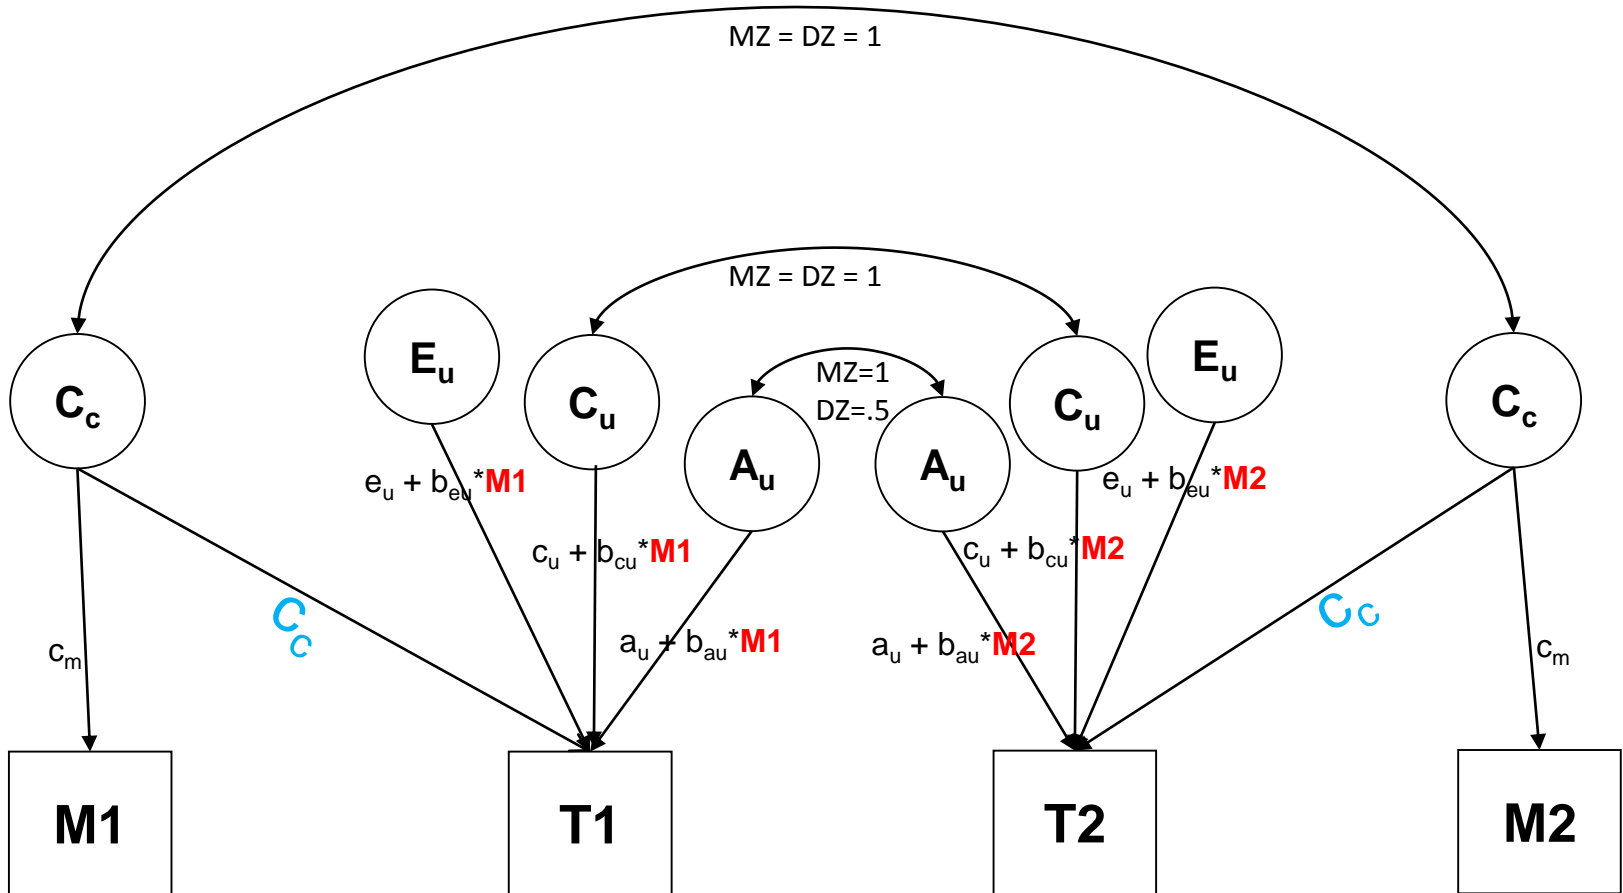 MZ = DZ = 1
MZ = DZ = 1
MZ=1
DZ=.5
Cc
Eu
Cu
Au
Au
Cu
Eu
Cc
eu + beu*M1
eu + beu*M2
cu + bcu*M1
cu + bcu*M2
Cc
Cc
au + bau*M1
au + bau*M2
cm
cm
M1
T1
T2
M2